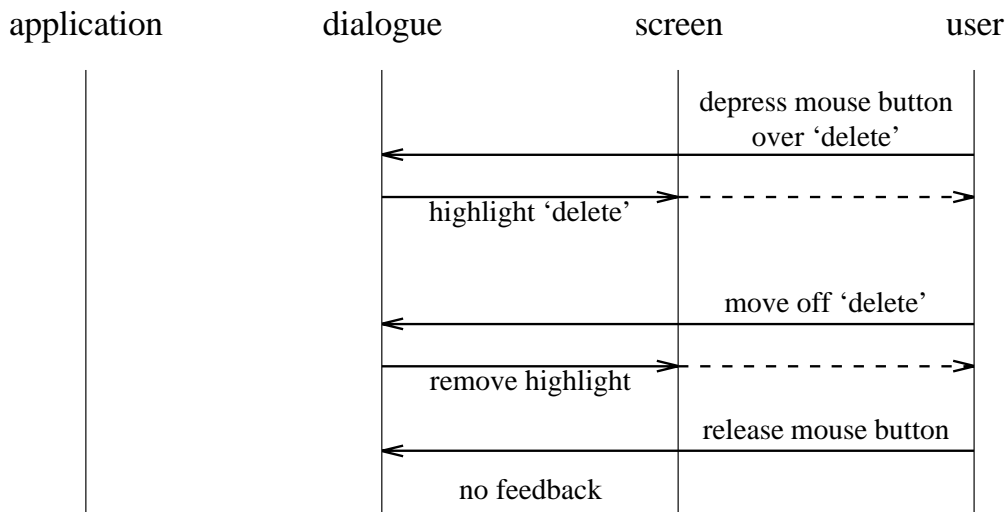 application dialogue screen user
depress mouse button
over ‘delete’
highlight ‘delete’
move off ‘delete’
remove highlight
release mouse button
no feedback